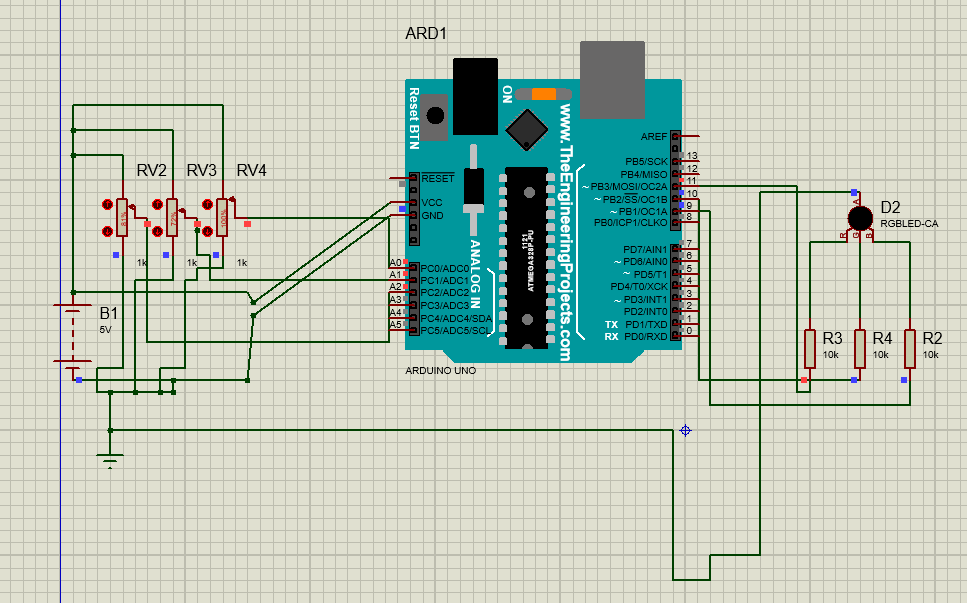 ARD1
Reset BTN
ON
www.TheEngineeringProjects.com
ANALOG IN
ATMEGA328P-PU
1121
RESET
VCC
GND
A0 PC0/ADC0
A1 PC1/ADC1
A2 PC2/ADC2
A3 PC3/ADC3
A4 PC4/ADC4/SDA
A5 PC5/ADC5/SCL
AREF
PB5/SCK 13
PB4/MISO 12
~ PB3/MOSI/OC2A 11
~ PB2/SS/OC1B 10
~ PB1/OC1A 9
PB0/ICP1/CLKO 8
PD7/AIN1 7
~ PD6/AIN0 6
~ PD5/T1 5
PD4/T0/XCK 4
~ PD3/INT1 3
PD2/INT0 2
TX PD1/TXD 1
RX PD0/RXD 0
ARDUINO UNO
RV2 RV3 RV4
81%
72%
1k 1k 1k
B1
5V
D2
RGBLED-CA
A
R G B
R3 R4 R2
10k 10k 10k